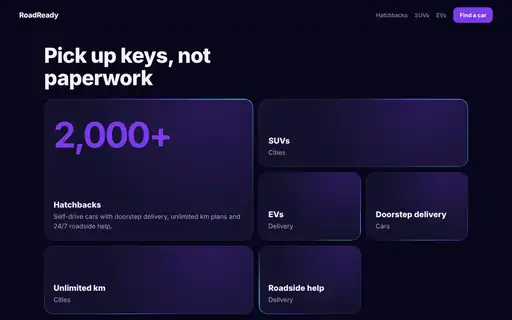 RoadReady
Hatchbacks
SUVs
EVs
Find a car
Pick up keys, not
paperwork
2,000+
Hatchbacks
Self-drive cars with doorstep delivery, unlimited km plans and
24/7 roadside help.
SUVs
Cities
EVs
Delivery
Doorstep delivery
Cars
Unlimited km
Cities
Roadside help
Delivery